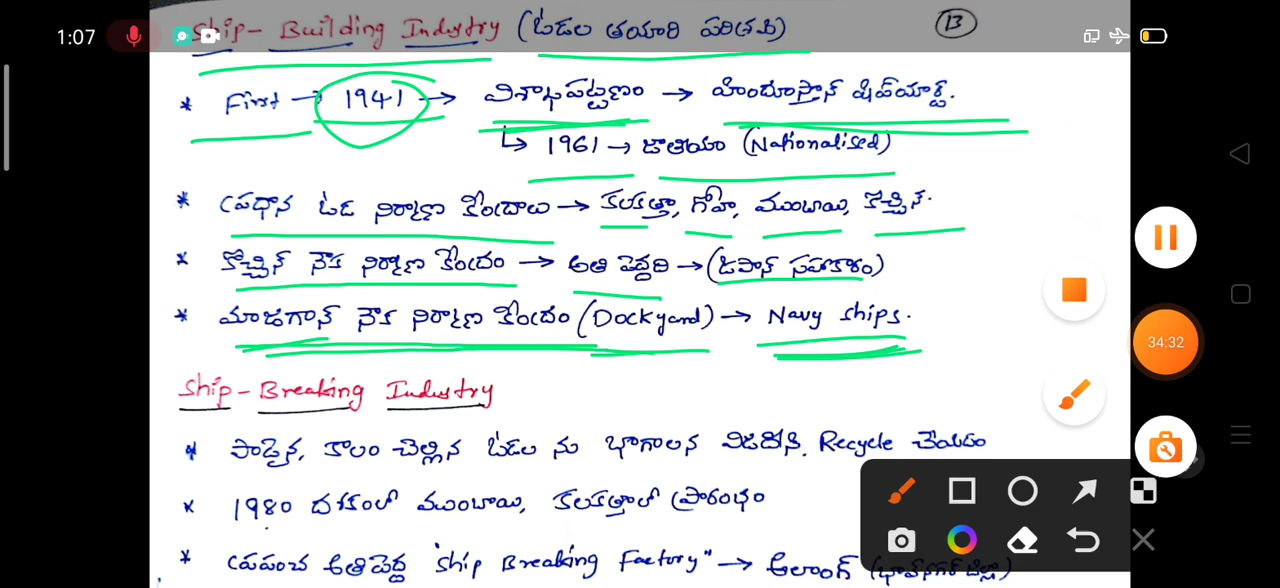 1:07
Ship - Building Industry (ఓడల తయారీ పరిశ్రమ) 13
* First → 1941 → విశాఖపట్టణం → హిందూస్తాన్ షిప్‌యార్డ్.
↳ 1961 → జాతీయం (Nationalised)
* ప్రధాన ఓడ నిర్మాణ కేంద్రాలు → కలకత్తా, గోవా, ముంబాయి, కొచ్చిన్.
* కొచ్చిన్ నౌక నిర్మాణ కేంద్రం → అతి పెద్దది → (జపాన్ సహకారం)
* మాజగాన్ నౌక నిర్మాణ కేంద్రం (Dockyard) → Navy ships.
34:32
Ship - Breaking Industry
* పాడైన, కాలం చెల్లిన ఓడల ను భాగాలుగా విడదీసి, Recycle చేయడం
* 1980 దశకంలో ముంబాయి, కలకత్తాలో ప్రారంభం
* ప్రపంచ అతిపెద్ద "Ship Breaking Factory" → ఆలంగ్ (భావ్‌నగర్ జిల్లా)